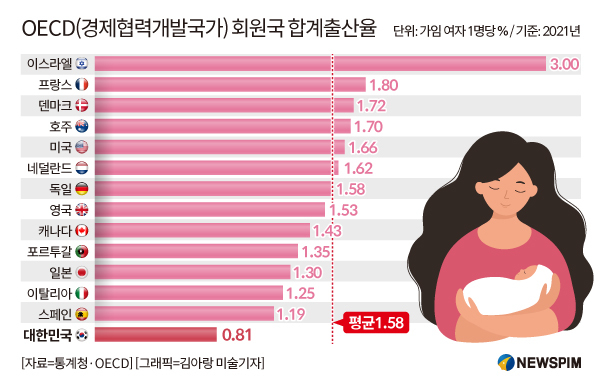 OECD(경제협력개발국가) 회원국 합계출산율
단위: 가임 여자 1명당 % / 기준: 2021년
이스라엘 3.00
프랑스 1.80
덴마크 1.72
호주 1.70
미국 1.66
네덜란드 1.62
독일 1.58
영국 1.53
캐나다 1.43
포르투갈 1.35
일본 1.30
이탈리아 1.25
스페인 1.19
평균1.58
대한민국 0.81
[자료=통계청·OECD] [그래픽=김아랑 미술기자]
NEWSPIM